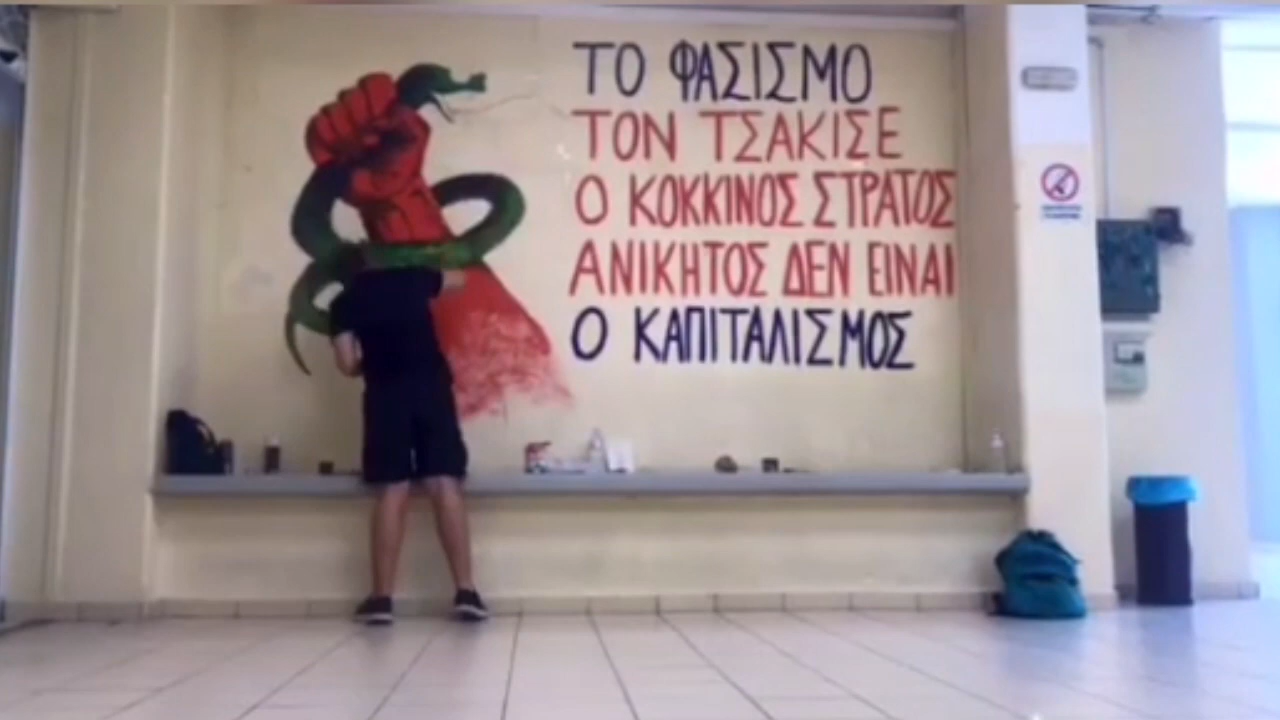 ΤΟ ΦΑΣΙΣΜΟ
ΤΟΝ ΤΣΑΚΙΣΕ
Ο ΚΟΚΚΙΝΟΣ ΣΤΡΑΤΟΣ
ΑΝΙΚΗΤΟΣ ΔΕΝ ΕΙΝΑΙ
Ο ΚΑΠΙΤΑΛΙΣΜΟΣ